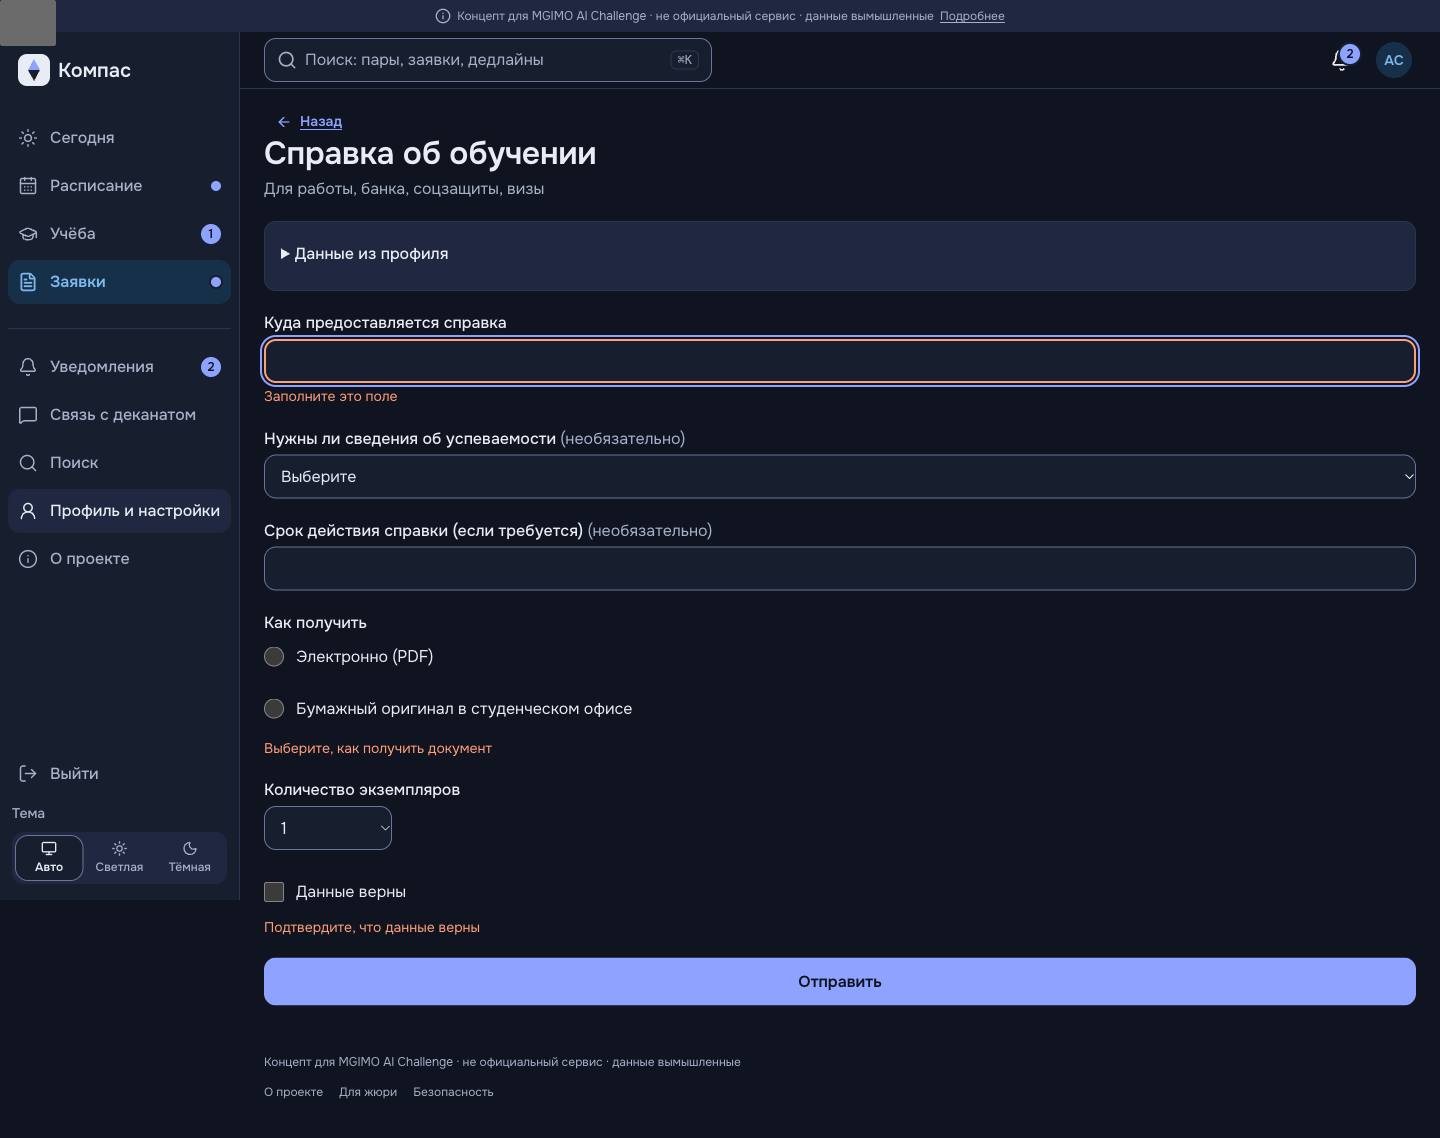 Концепт для MGIMO AI Challenge · не официальный сервис · данные вымышленные Подробнее
Компас
Поиск: пары, заявки, дедлайны
⌘K
2
АС
Сегодня
Расписание
Учёба
1
Заявки
Уведомления
2
Связь с деканатом
Поиск
Профиль и настройки
О проекте
Выйти
Тема
Авто
Светлая
Тёмная
Назад
Справка об обучении
Для работы, банка, соцзащиты, визы
Данные из профиля
Куда предоставляется справка
Заполните это поле
Нужны ли сведения об успеваемости (необязательно)
Выберите
Срок действия справки (если требуется) (необязательно)
Как получить
Электронно (PDF)
Бумажный оригинал в студенческом офисе
Выберите, как получить документ
Количество экземпляров
1
Данные верны
Подтвердите, что данные верны
Отправить
Концепт для MGIMO AI Challenge · не официальный сервис · данные вымышленные
О проекте
Для жюри
Безопасность